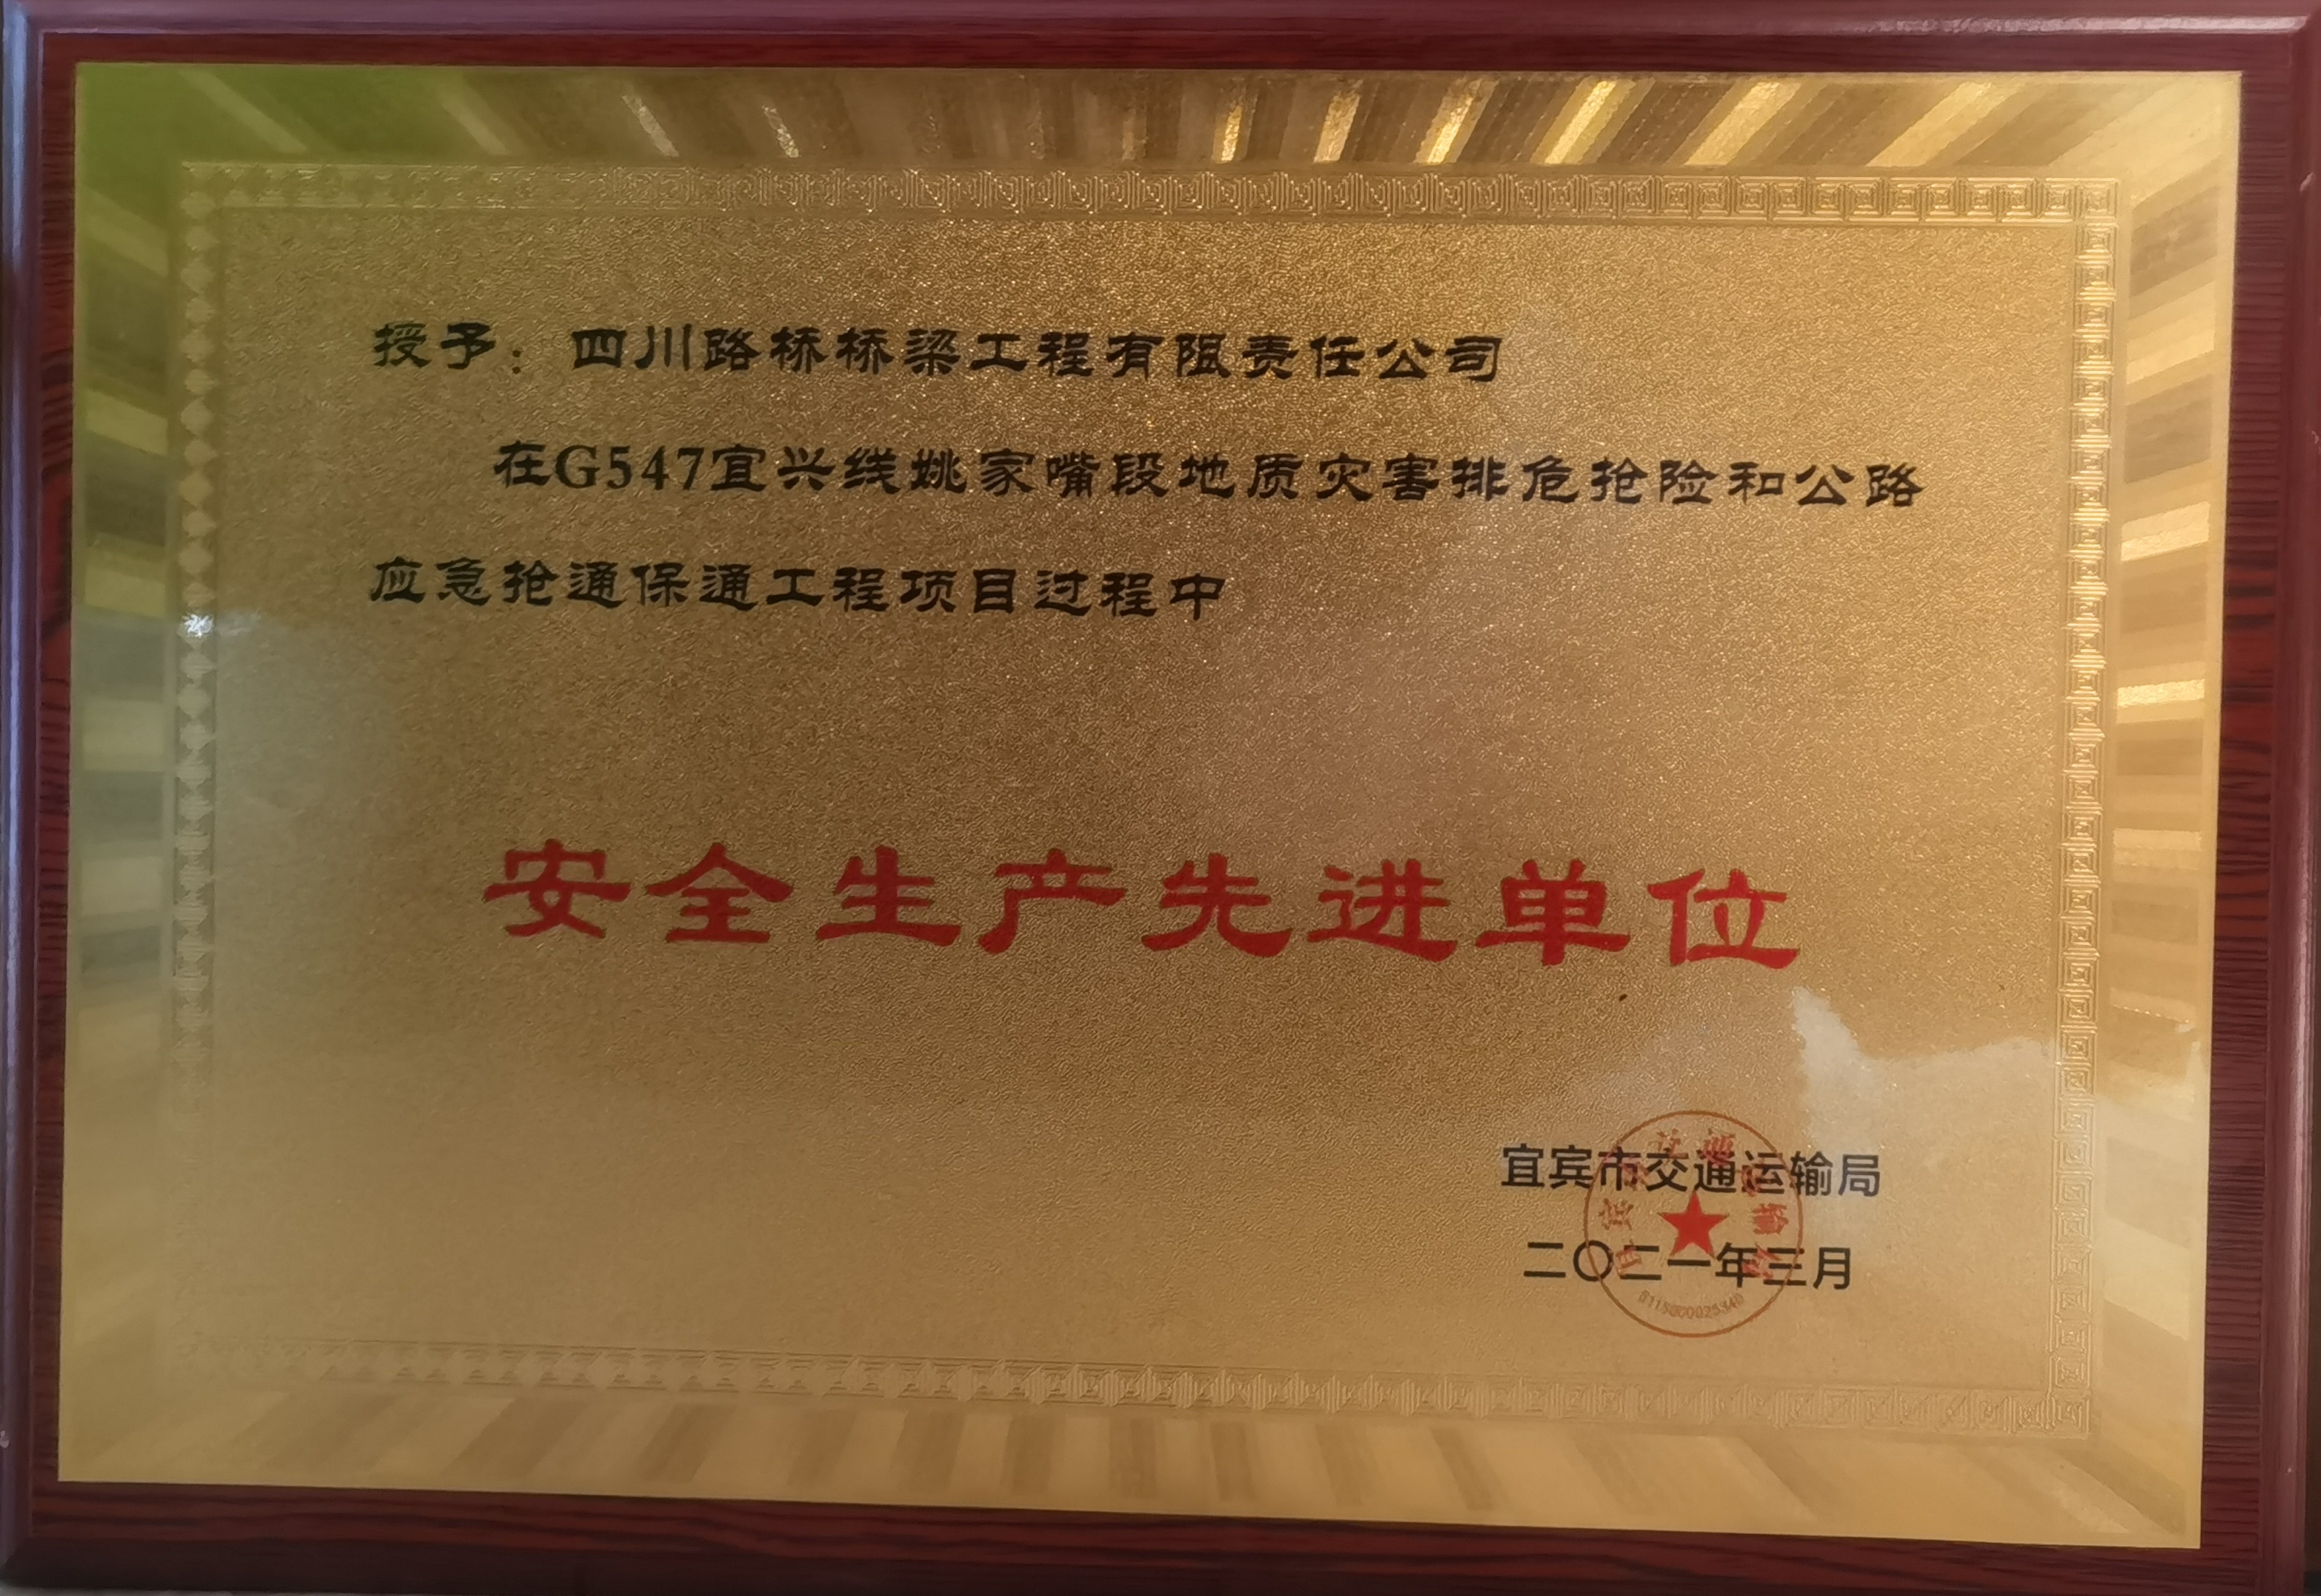 授予：四川路桥桥梁工程有限责任公司
在G547宜兴线姚家嘴段地质灾害排危抢险和公路
应急抢通保通工程项目过程中
安全生产先进单位
宜宾市交通运输局
二〇二一年三月